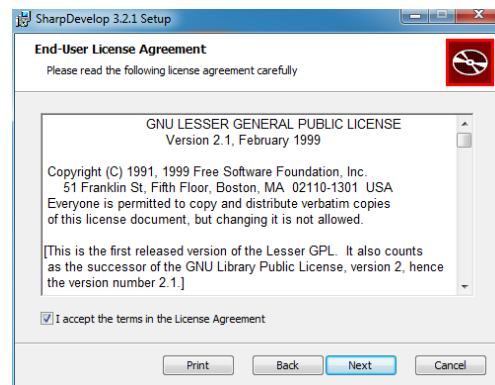 SharpDevelop 3.2.1 Setup
End-User License Agreement
Please read the following license agreement carefully
GNU LESSER GENERAL PUBLIC LICENSE
Version 2.1, February 1999
Copyright (C) 1991, 1999 Free Software Foundation, Inc.
51 Franklin St, Fifth Floor, Boston, MA  02110-1301  USA
Everyone is permitted to copy and distribute verbatim copies
of this license document, but changing it is not allowed.
[This is the first released version of the Lesser GPL.  It also counts
as the successor of the GNU Library Public License, version 2, hence
the version number 2.1.]
I accept the terms in the License Agreement
Print Back Next Cancel